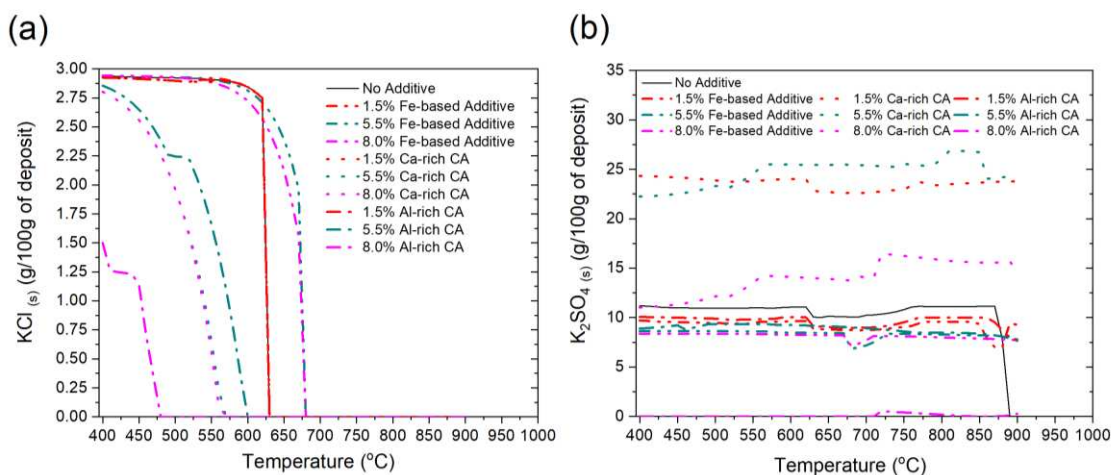 (a)
KCl (s) (g/100g of deposit)
3.00
2.75
2.50
2.25
2.00
1.75
1.50
1.25
1.00
0.75
0.50
0.25
0.00
No Additive
1.5% Fe-based Additive
5.5% Fe-based Additive
8.0% Fe-based Additive
1.5% Ca-rich CA
5.5% Ca-rich CA
8.0% Ca-rich CA
1.5% Al-rich CA
5.5% Al-rich CA
8.0% Al-rich CA
400 450 500 550 600 650 700 750 800 850 900 950 1000
Temperature (°C)
(b)
K2SO4 (s) (g/100g of deposit)
35
30
25
20
15
10
5
0
No Additive
1.5% Fe-based Additive 1.5% Ca-rich CA 1.5% Al-rich CA
5.5% Fe-based Additive 5.5% Ca-rich CA 5.5% Al-rich CA
8.0% Fe-based Additive 8.0% Ca-rich CA 8.0% Al-rich CA
400 450 500 550 600 650 700 750 800 850 900 950 1000
Temperature (°C)